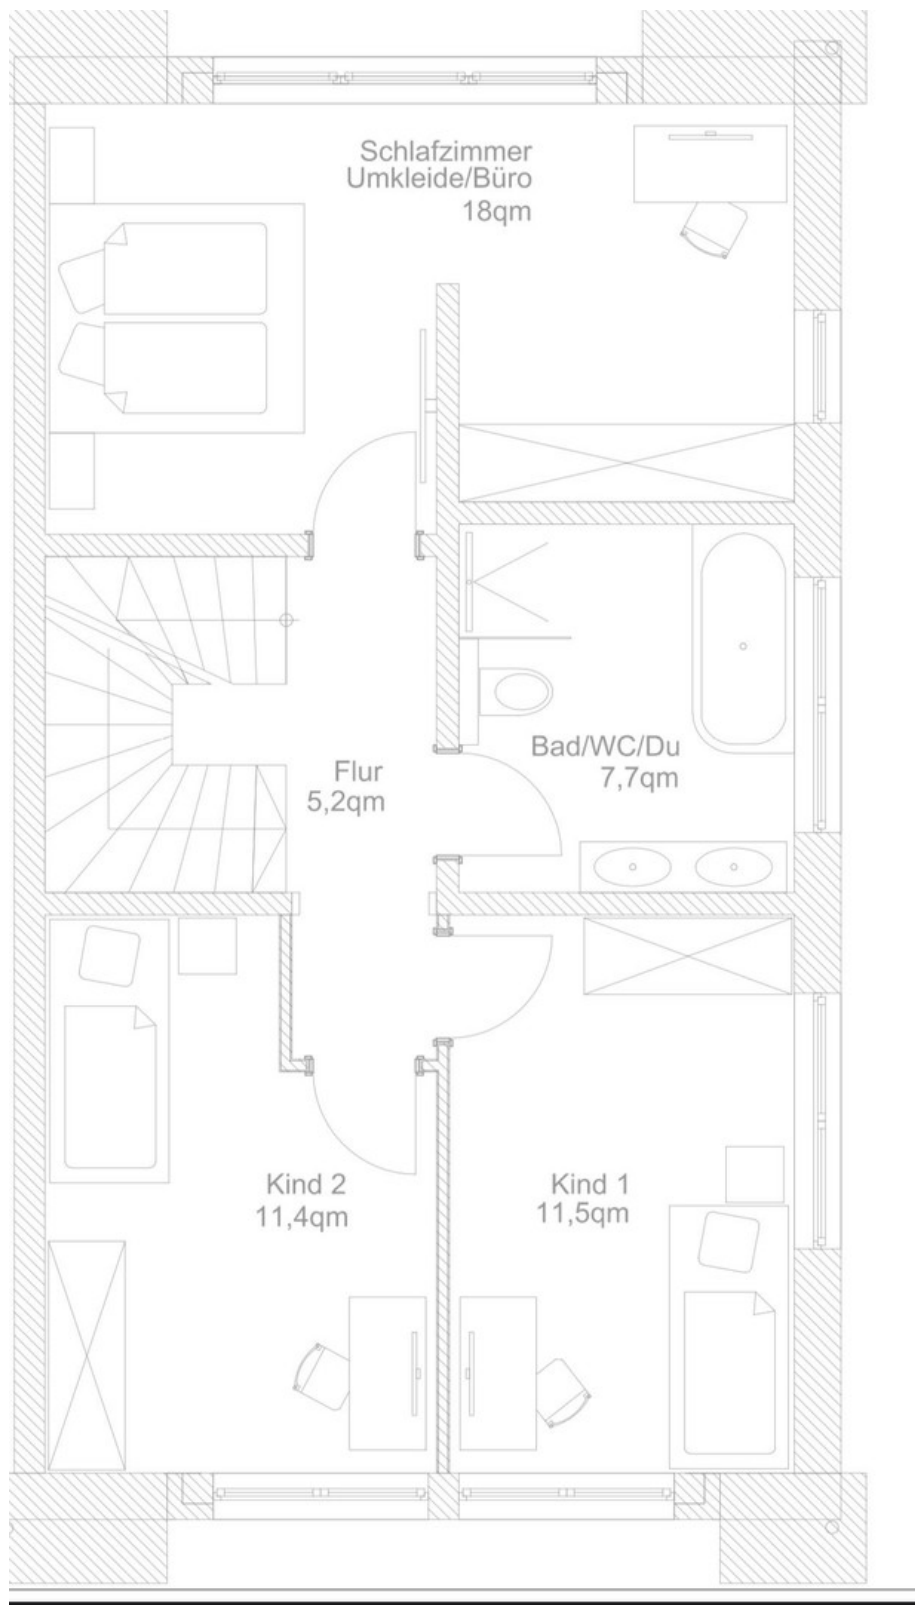 Schlafzimmer
Umkleide/Büro
18qm
Bad/WC/Du
7,7qm
Flur
5,2qm
Kind 2
11,4qm
Kind 1
11,5qm